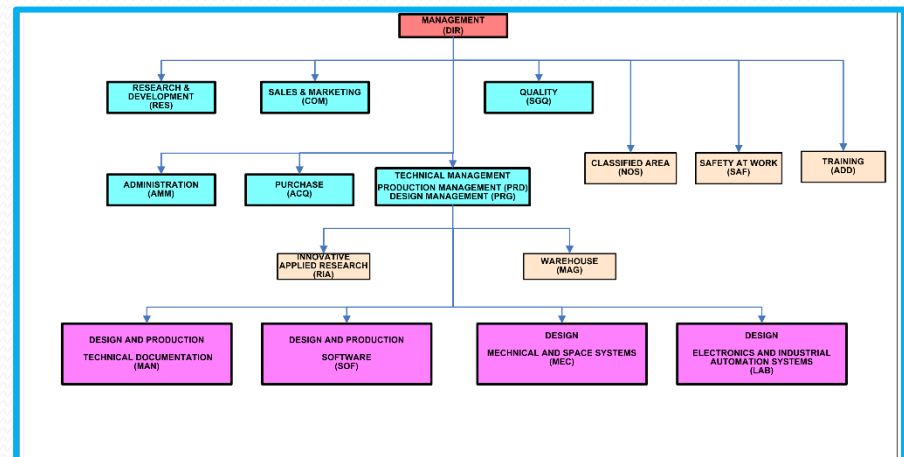 MANAGEMENT
(DIR)
RESEARCH &
DEVELOPMENT
(RES)
SALES & MARKETING
(COM)
QUALITY
(SGQ)
CLASSIFIED AREA
(NOS)
SAFETY AT WORK
(SAF)
TRAINING
(ADD)
ADMINISTRATION
(AMM)
PURCHASE
(ACQ)
TECHNICAL MANAGEMENT
PRODUCTION MANAGEMENT (PRD)
DESIGN MANAGEMENT (PRG)
INNOVATIVE
APPLIED RESEARCH
(RIA)
WAREHOUSE
(MAG)
DESIGN AND PRODUCTION
TECHNICAL DOCUMENTATION
(MAN)
DESIGN AND PRODUCTION
SOFTWARE
(SOF)
DESIGN
MECHNICAL AND SPACE SYSTEMS
(MEC)
DESIGN
ELECTRONICS AND INDUSTRIAL
AUTOMATION SYSTEMS
(LAB)